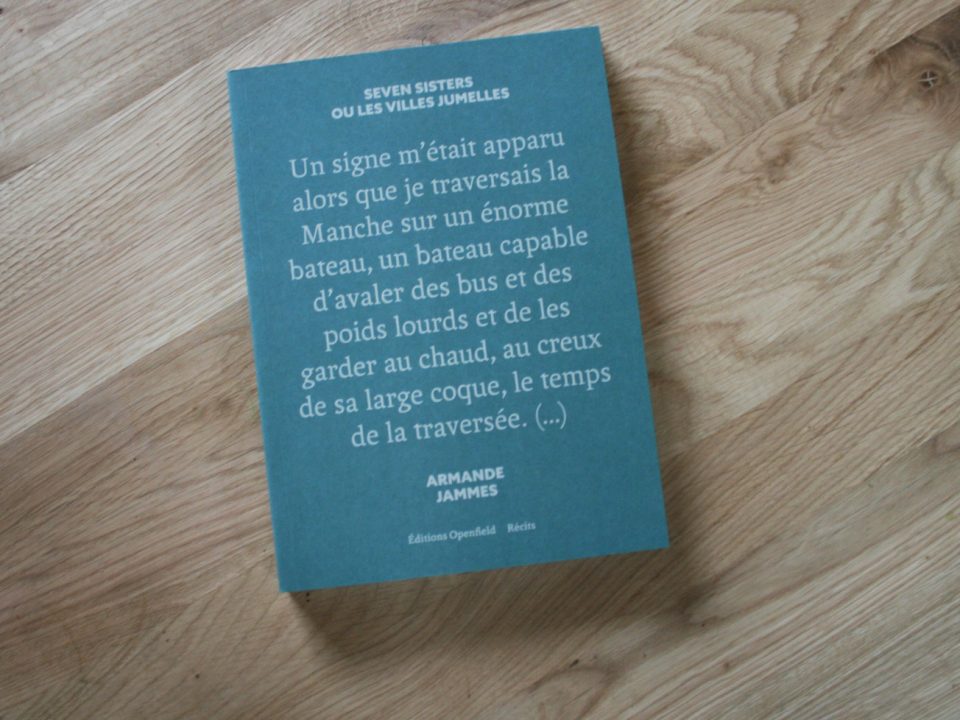 SEVEN SISTERS
OU LES VILLES JUMELLES
Un signe m’était apparu
alors que je traversais la
Manche sur un énorme
bateau, un bateau capable
d’avaler des bus et des
poids lourds et de les
garder au chaud, au creux
de sa large coque, le temps
de la traversée. (...)
ARMANDE
JAMMES
Éditions Openfield Récits